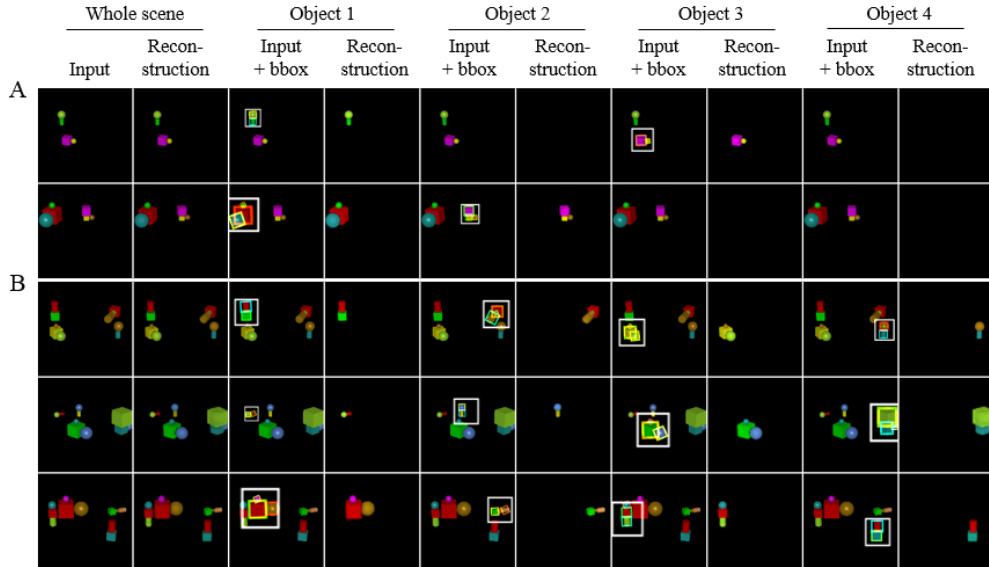 Whole scene Object 1 Object 2 Object 3 Object 4
Input Recon-struction Input + bbox Recon-struction Input + bbox Recon-struction Input + bbox Recon-struction Input + bbox Recon-struction
A
B